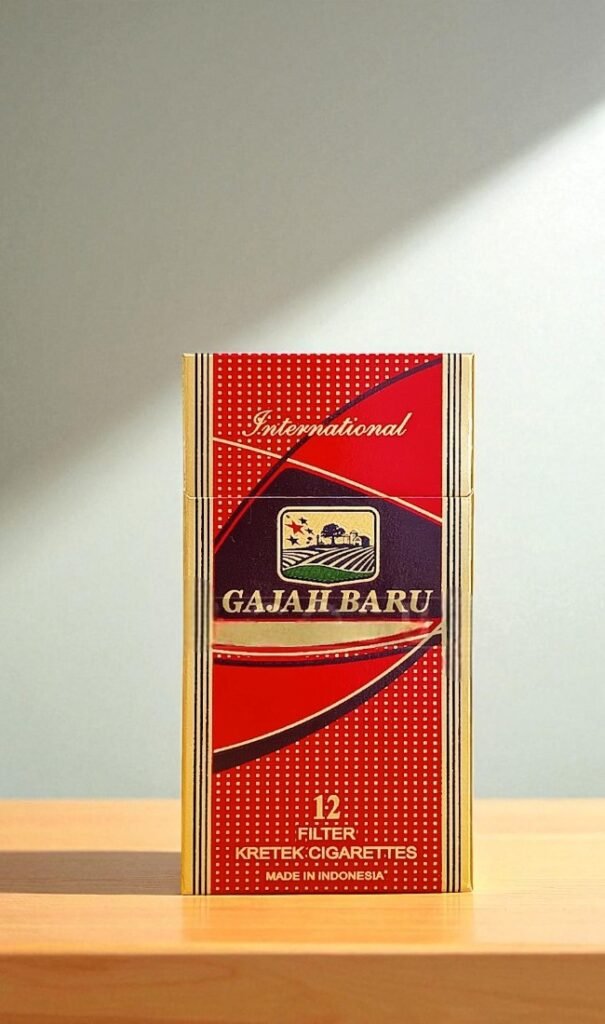 International
GAJAH BARU
12
FILTER
KRETEK CIGARETTES
MADE IN INDONESIA